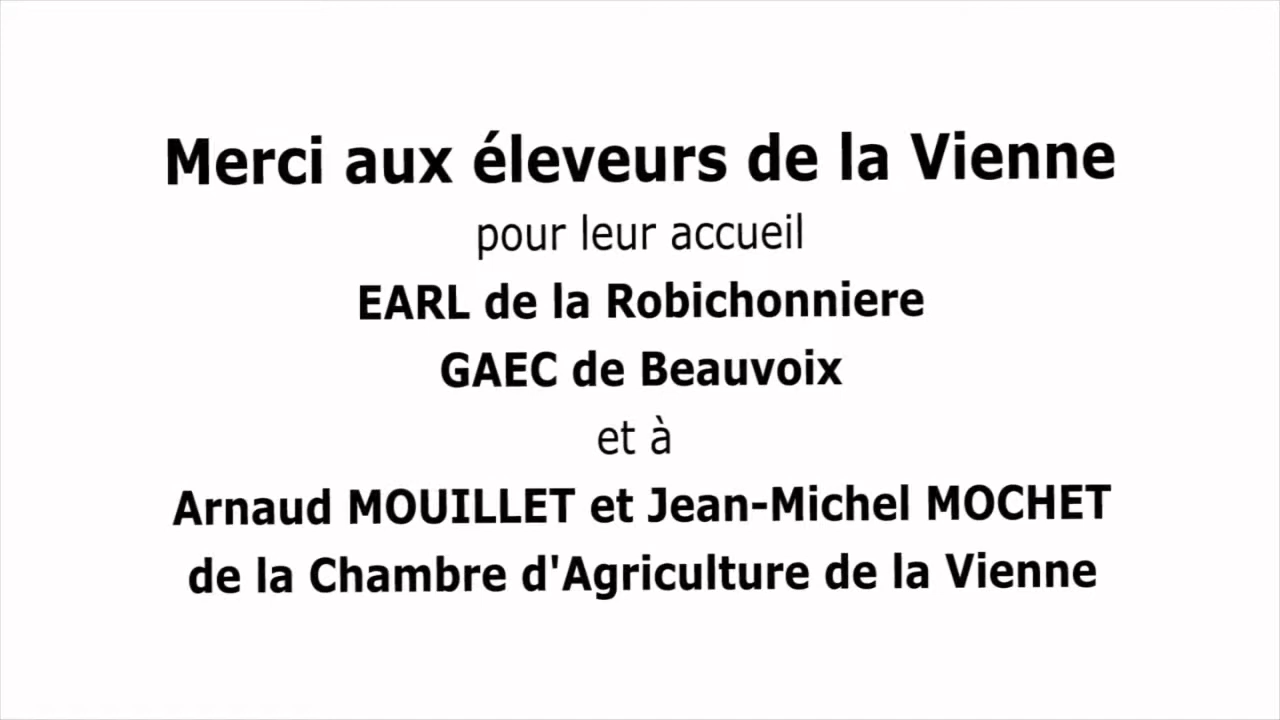 Merci aux éleveurs de la Vienne
pour leur accueil
EARL de la Robichonniere
GAEC de Beauvoix
et à
Arnaud MOUILLET et Jean-Michel MOCHET
de la Chambre d'Agriculture de la Vienne